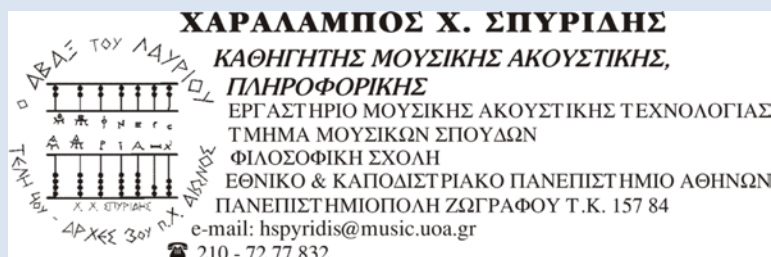 ΧΑΡΑΛΑΜΠΟΣ Χ. ΣΠΥΡΙΔΗΣ
ΚΑΘΗΓΗΤΗΣ ΜΟΥΣΙΚΗΣ ΑΚΟΥΣΤΙΚΗΣ,
ΠΛΗΡΟΦΟΡΙΚΗΣ
ΕΡΓΑΣΤΗΡΙΟ ΜΟΥΣΙΚΗΣ ΑΚΟΥΣΤΙΚΗΣ ΤΕΧΝΟΛΟΓΙΑΣ
ΤΜΗΜΑ ΜΟΥΣΙΚΩΝ ΣΠΟΥΔΩΝ
ΦΙΛΟΣΟΦΙΚΗ ΣΧΟΛΗ
ΕΘΝΙΚΟ & ΚΑΠΟΔΙΣΤΡΙΑΚΟ ΠΑΝΕΠΙΣΤΗΜΙΟ ΑΘΗΝΩΝ
ΠΑΝΕΠΙΣΤΗΜΙΟΠΟΛΗ ΖΩΓΡΑΦΟΥ Τ.Κ. 157 84
e-mail: hspyridis@music.uoa.gr
210 - 72 77 832
Ο ΑΒΑΞ ΤΟΥ ΛΑΥΡΙΟΥ
ΤΕΛΗ 4ου - ΑΡΧΕΣ 3ου π.Χ. ΑΙΩΝΟΣ
Χ. Χ. ΣΠΥΡΙΔΗΣ